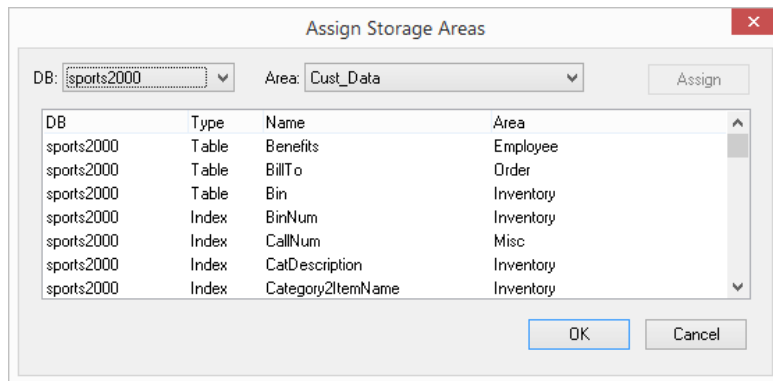 Assign Storage Areas
DB: sports2000 Area: Cust_Data Assign
DB Type Name Area
sports2000 Table Benefits Employee
sports2000 Table BillTo Order
sports2000 Table Bin Inventory
sports2000 Index BinNum Inventory
sports2000 Index CallNum Misc
sports2000 Index CatDescription Inventory
sports2000 Index Category2ItemName Inventory
OK Cancel